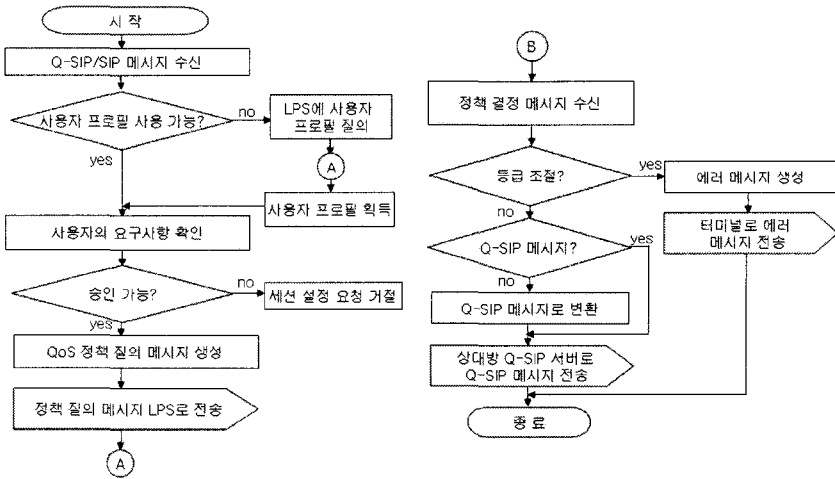 시 작
Q-SIP/SIP 메시지 수신
사용자 프로필 사용 가능?
no
LPS에 사용자
프로필 질의
A
yes
사용자 프로필 획득
사용자의 요구사항 확인
승인 가능?
no
세션 설정 요청 거절
yes
QoS 정책 질의 메시지 생성
정책 질의 메시지 LPS로 전송
A
B
정책 결정 메시지 수신
등급 조절?
yes
에러 메시지 생성
no
터미널로 에러
메시지 전송
Q-SIP 메시지?
yes
no
Q-SIP 메시지로 변환
상대방 Q-SIP 서버로
Q-SIP 메시지 전송
종 료